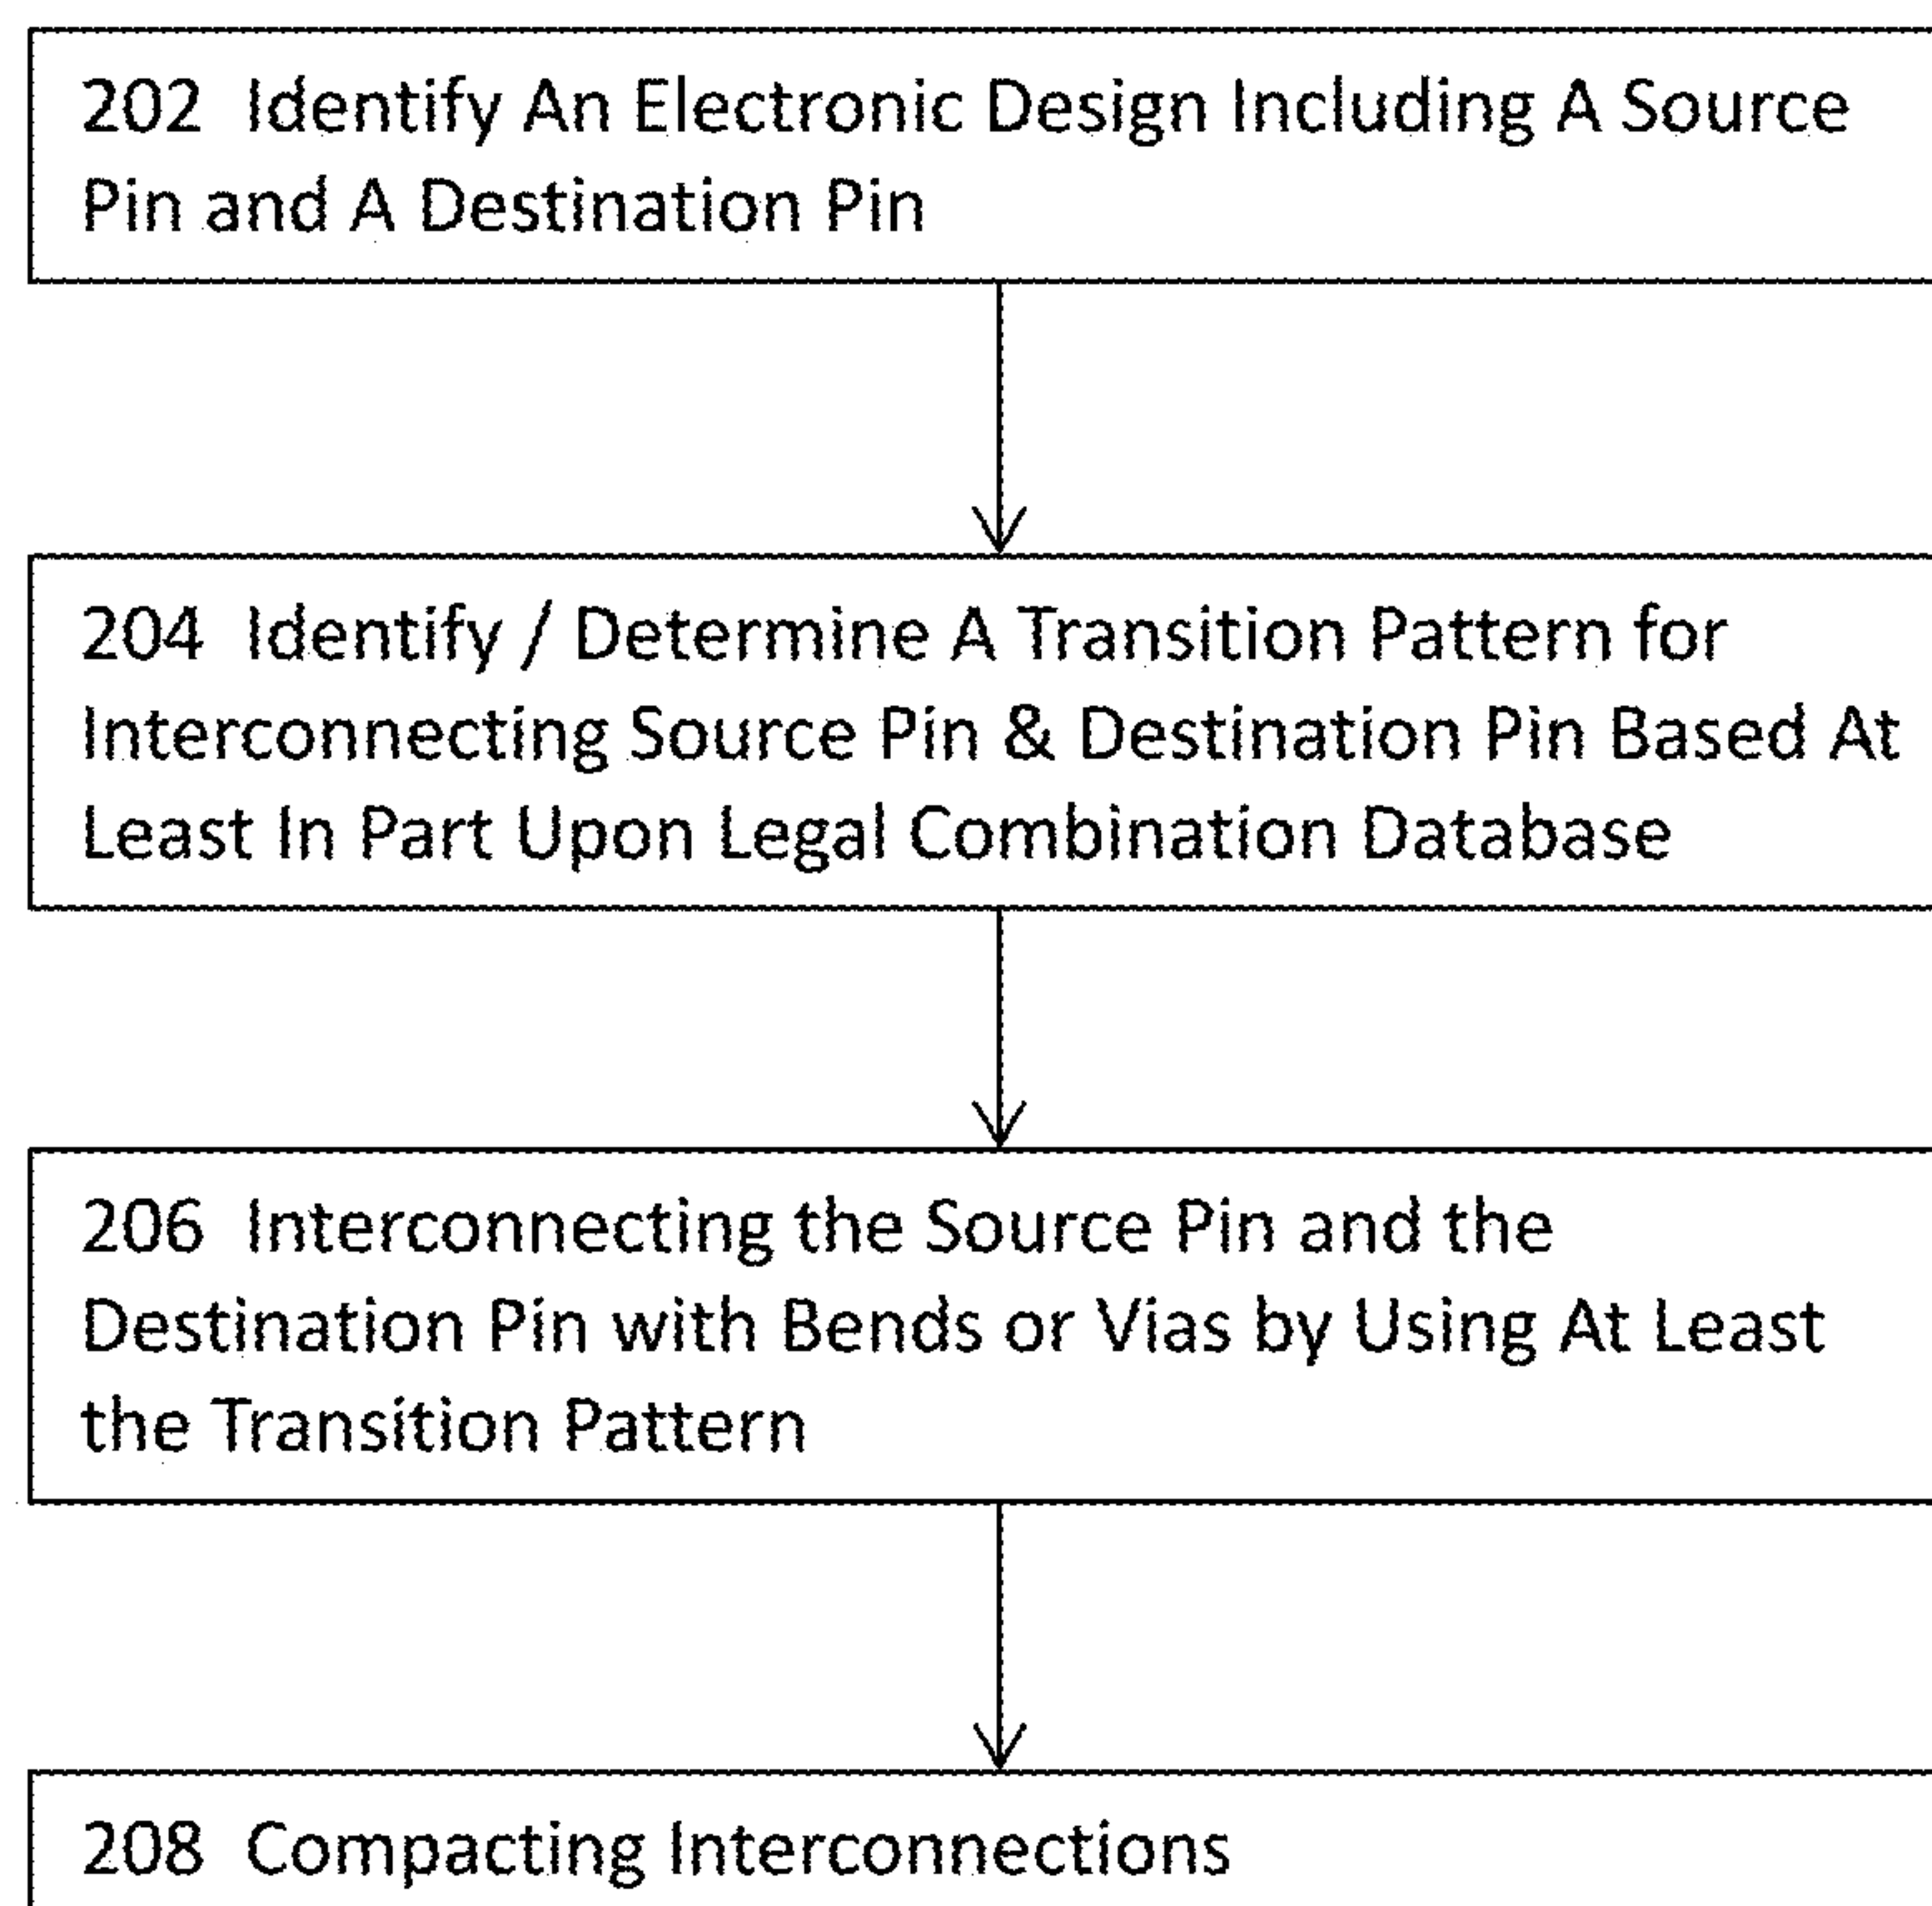 202 Identify An Electronic Design Including A Source
Pin and A Destination Pin
204 Identify / Determine A Transition Pattern for
Interconnecting Source Pin & Destination Pin Based At
Least In Part Upon Legal Combination Database
206 Interconnecting the Source Pin and the
Destination Pin with Bends or Vias by Using At Least
the Transition Pattern
208 Compacting Interconnections